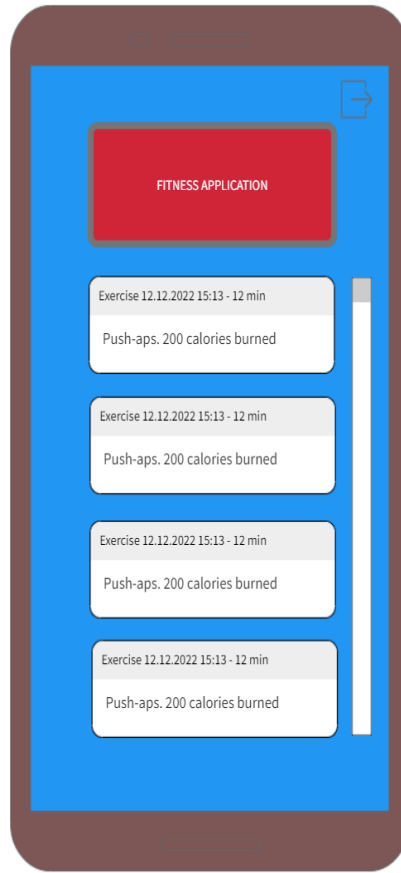 FITNESS APPLICATION
Exercise 12.12.2022 15:13 - 12 min
Push-aps. 200 calories burned
Exercise 12.12.2022 15:13 - 12 min
Push-aps. 200 calories burned
Exercise 12.12.2022 15:13 - 12 min
Push-aps. 200 calories burned
Exercise 12.12.2022 15:13 - 12 min
Push-aps. 200 calories burned